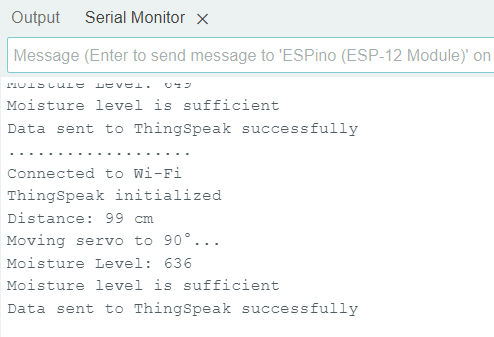 Output Serial Monitor ×
Message (Enter to send message to 'ESPino (ESP-12 Module)' on
Moisture Level: 649
Moisture level is sufficient
Data sent to ThingSpeak successfully
...................
Connected to Wi-Fi
ThingSpeak initialized
Distance: 99 cm
Moving servo to 90°...
Moisture Level: 636
Moisture level is sufficient
Data sent to ThingSpeak successfully